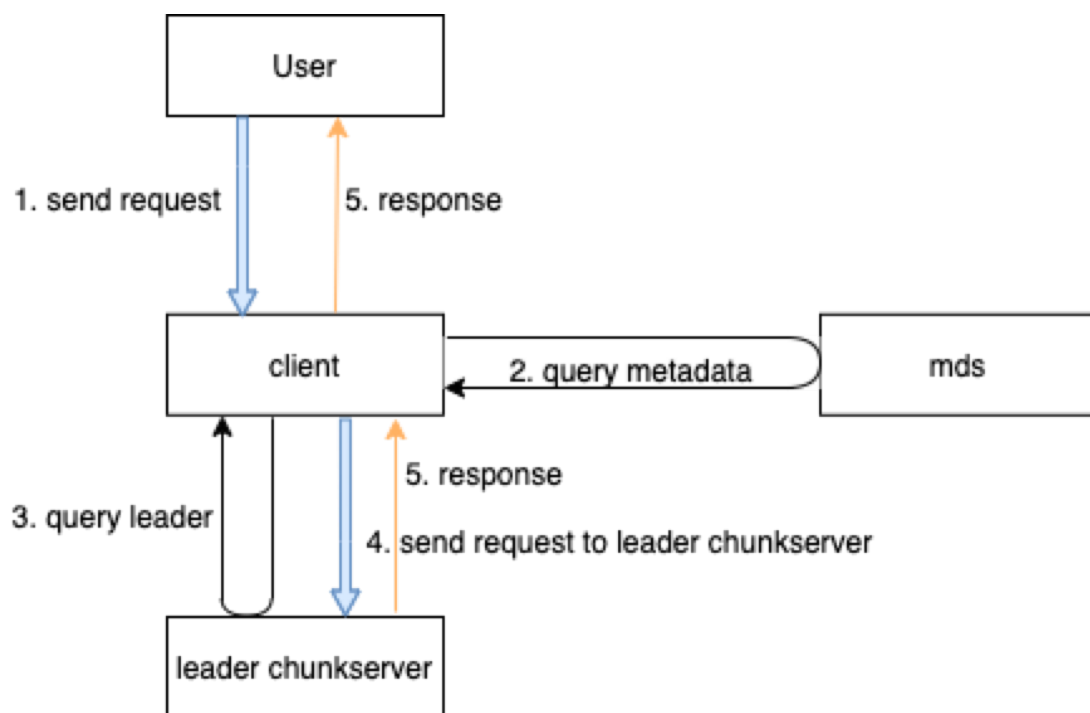 User
1. send request
5. response
client
2. query metadata
mds
5. response
3. query leader
4. send request to leader chunkserver
leader chunkserver